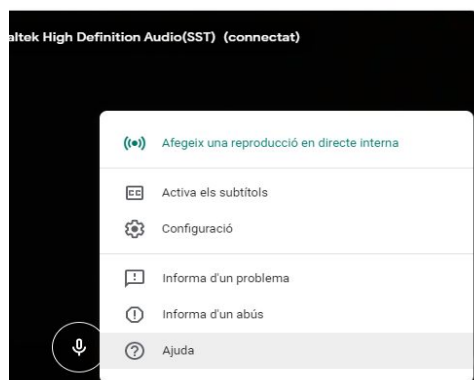 altek High Definition Audio(SST) (connectat)
Afegeix una reproducció en directe interna
Activa els subtítols
Configuració
Informa d'un problema
Informa d'un abús
Ajuda